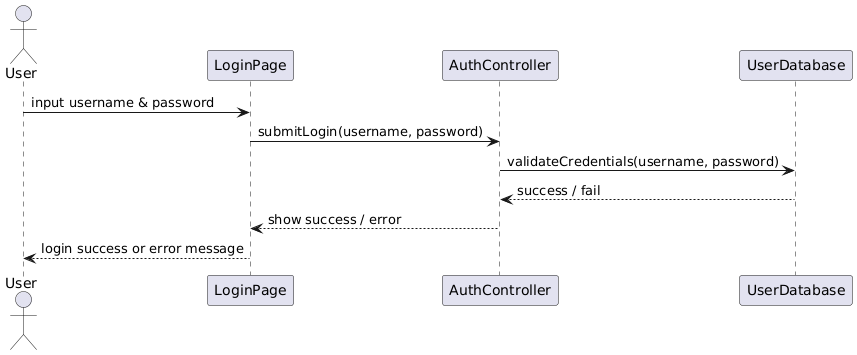 User
LoginPage
AuthController
UserDatabase
input username & password
submitLogin(username, password)
validateCredentials(username, password)
success / fail
show success / error
login success or error message
User
LoginPage
AuthController
UserDatabase